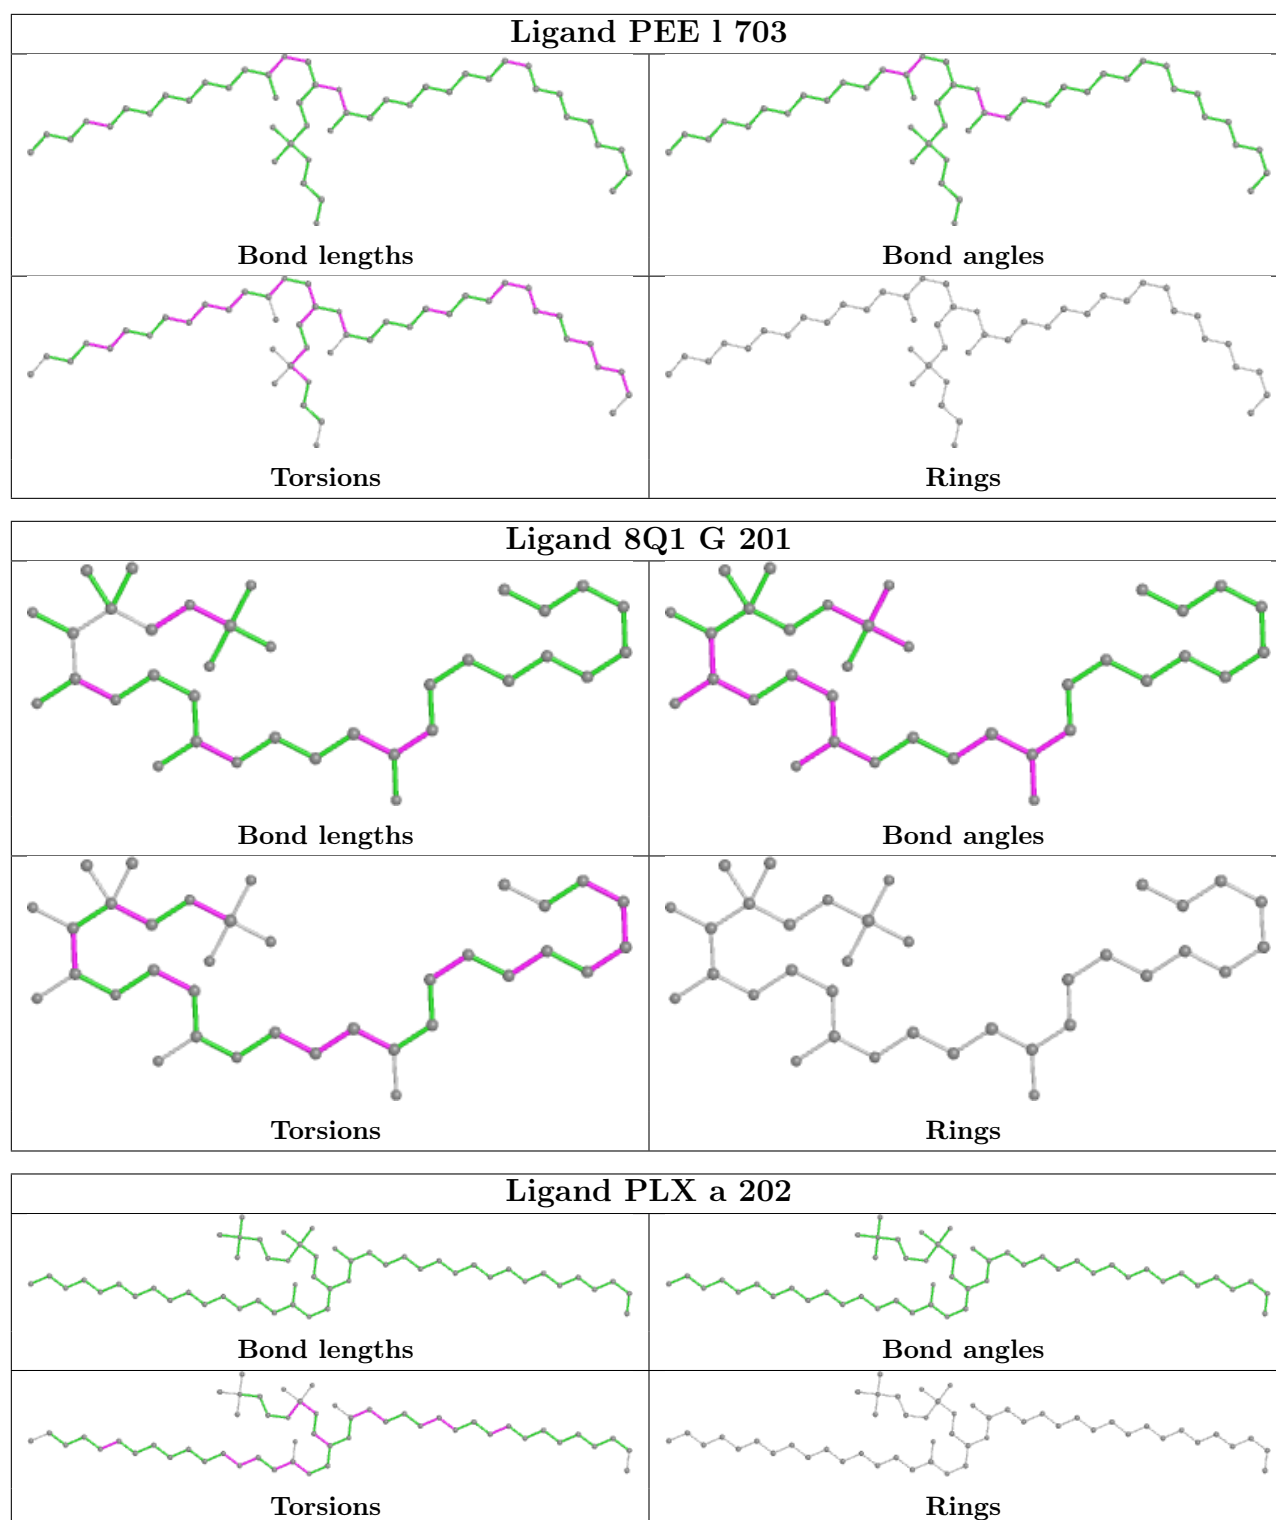 Ligand PEE l 703
Bond lengths
Bond angles
Torsions
Rings
Ligand 8Q1 G 201
Bond lengths
Bond angles
Torsions
Rings
Ligand PLX a 202
Bond lengths
Bond angles
Torsions
Rings